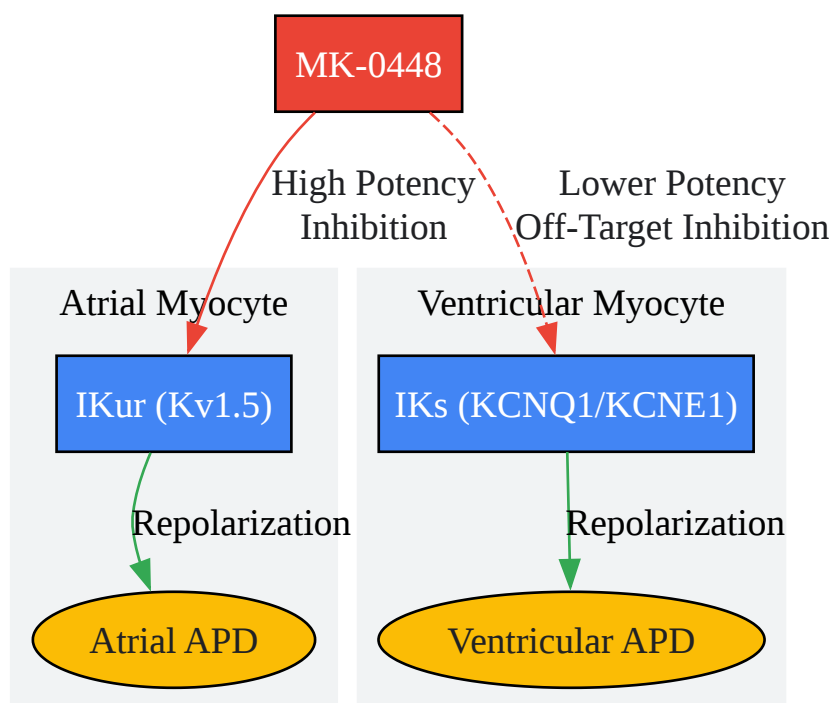 MK-0448
High Potency
Inhibition
Lower Potency
Off-Target Inhibition
Atrial Myocyte
Ventricular Myocyte
IKur (Kv1.5)
IKs (KCNQ1/KCNE1)
Repolarization
Repolarization
Atrial APD
Ventricular APD